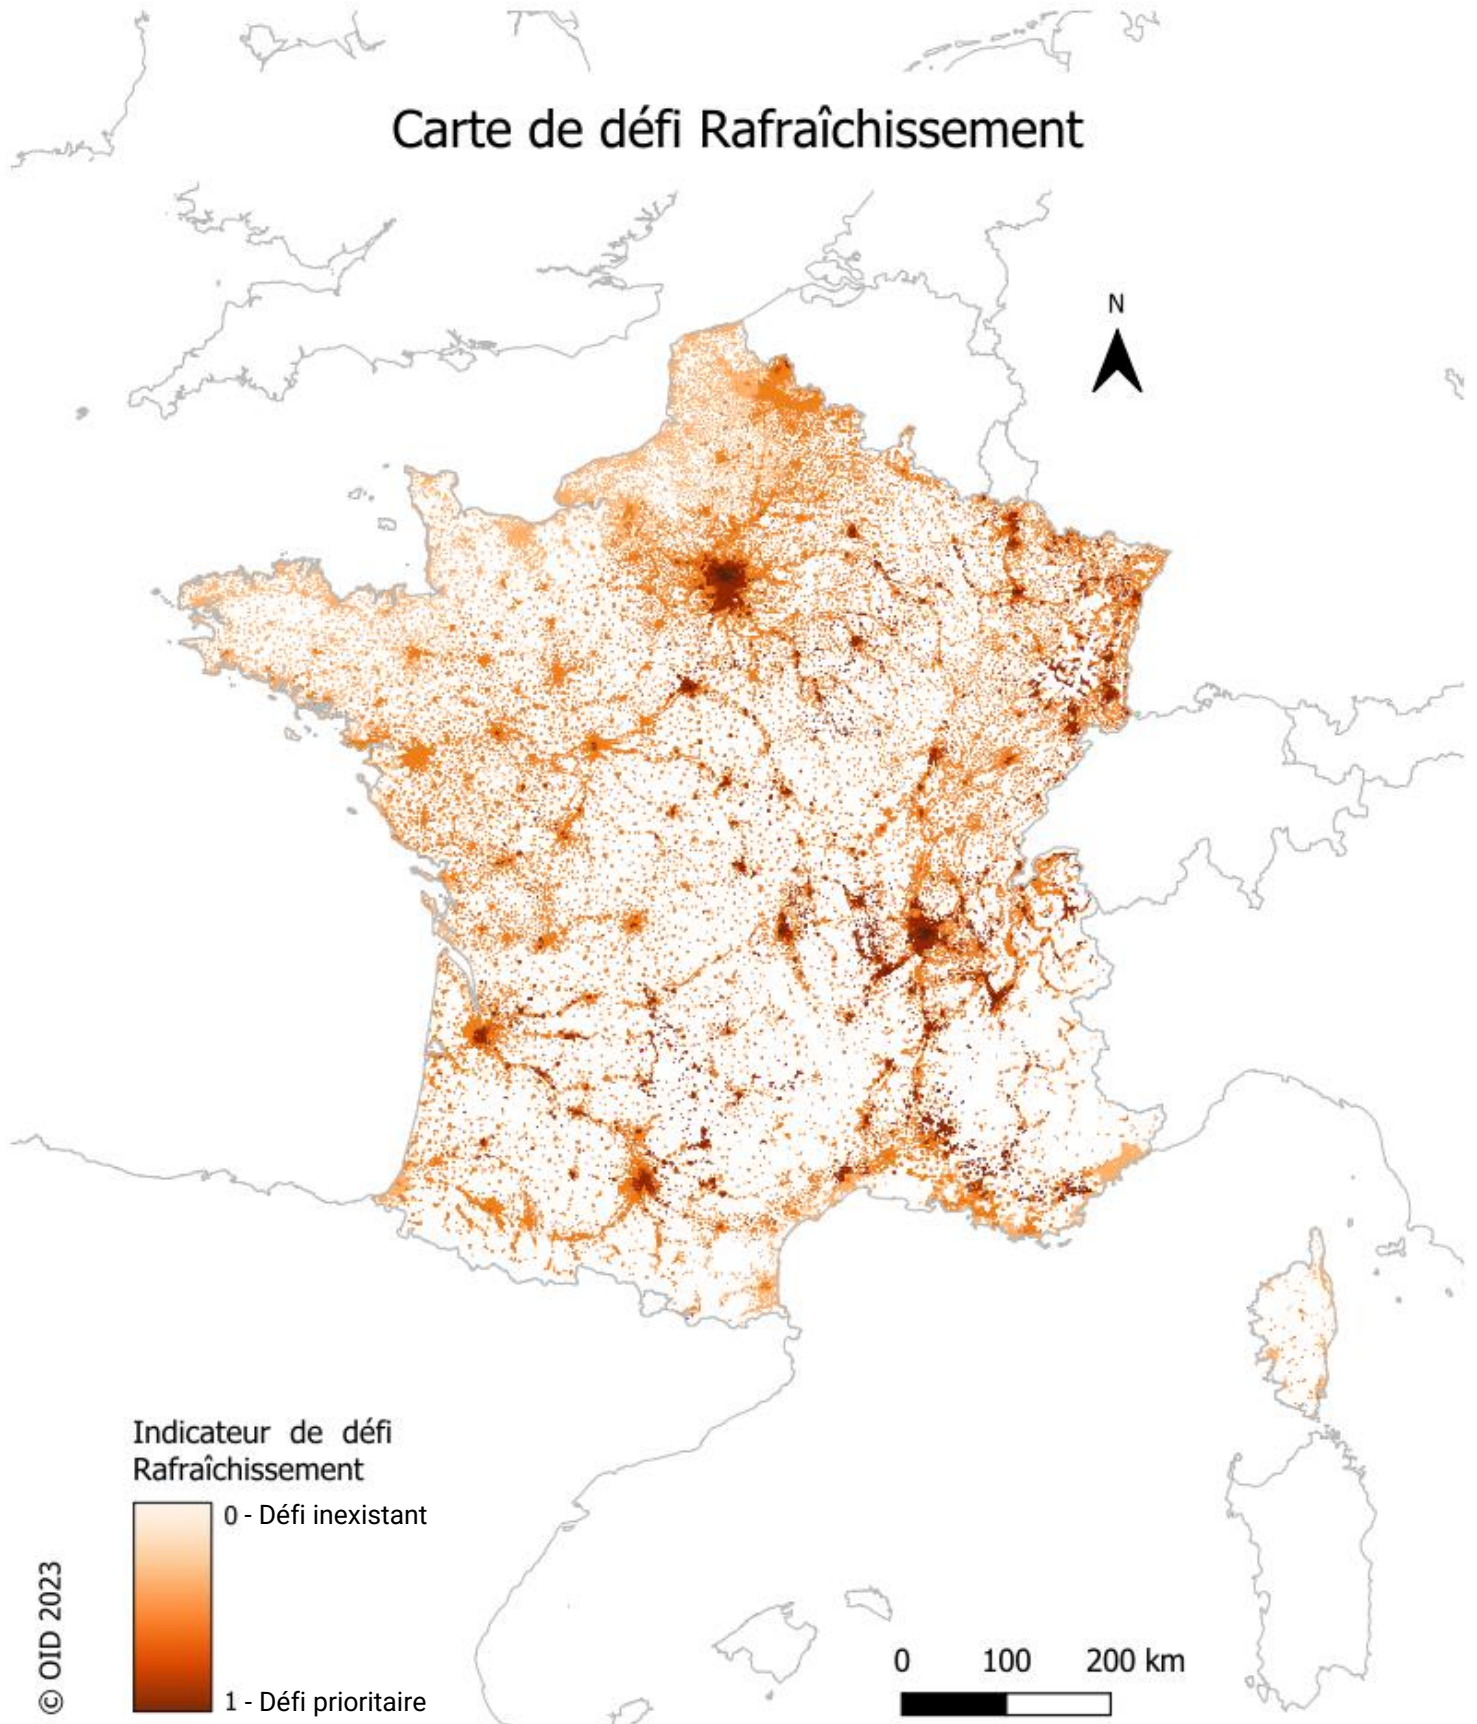 Carte de défi Rafraîchissement
N
Indicateur de défi
Rafraîchissement
0 - Défi inexistant
1 - Défi prioritaire
© OID 2023
0 100 200 km